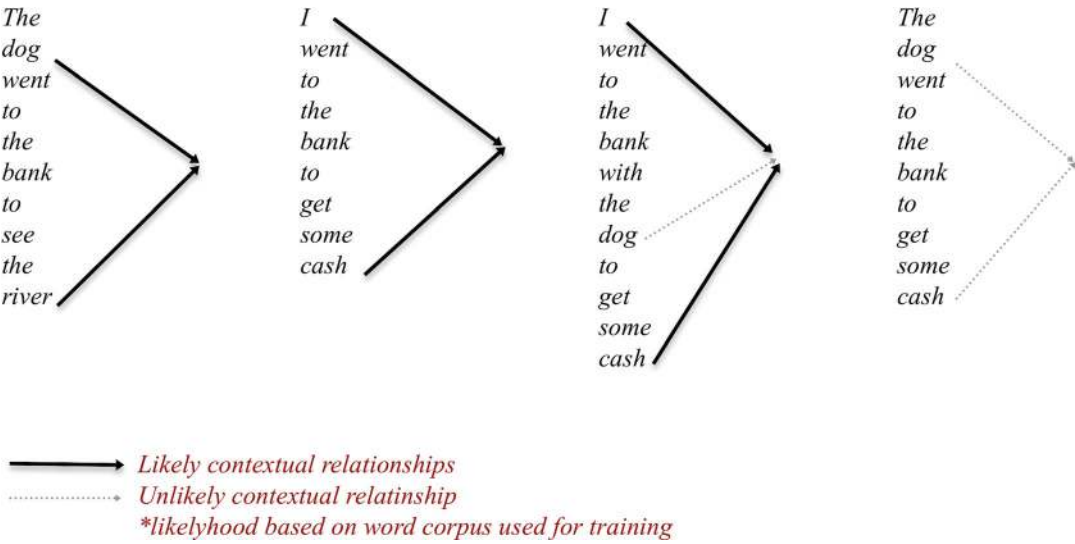 The
dog
went
to
the
bank
to
see
the
river
I
went
to
the
bank
to
get
some
cash
I
went
to
the
bank
with
the
dog
to
get
some
cash
The
dog
went
to
the
bank
to
get
some
cash
Likely contextual relationships
Unlikely contextual relatinship
*likelyhood based on word corpus used for training